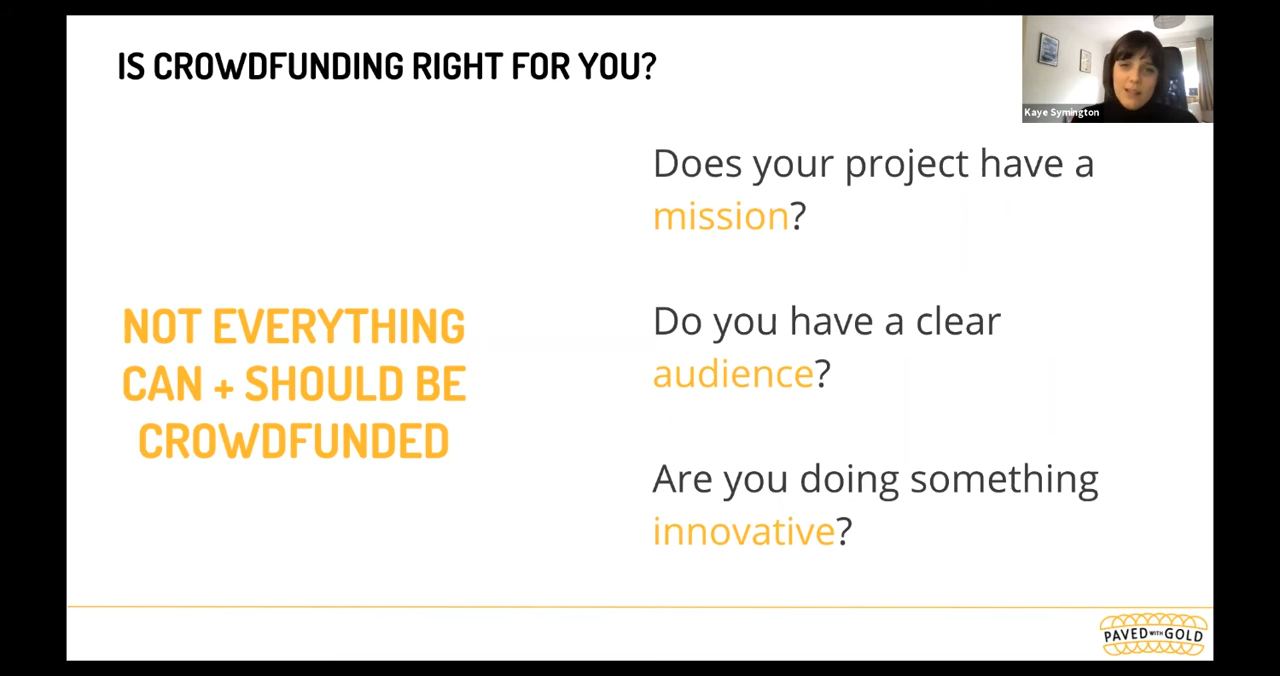 IS CROWDFUNDING RIGHT FOR YOU?
Kaye Symington
Does your project have a
mission?
NOT EVERYTHING
CAN + SHOULD BE
CROWDFUNDED
Do you have a clear
audience?
Are you doing something
innovative?
PAVED WITH GOLD